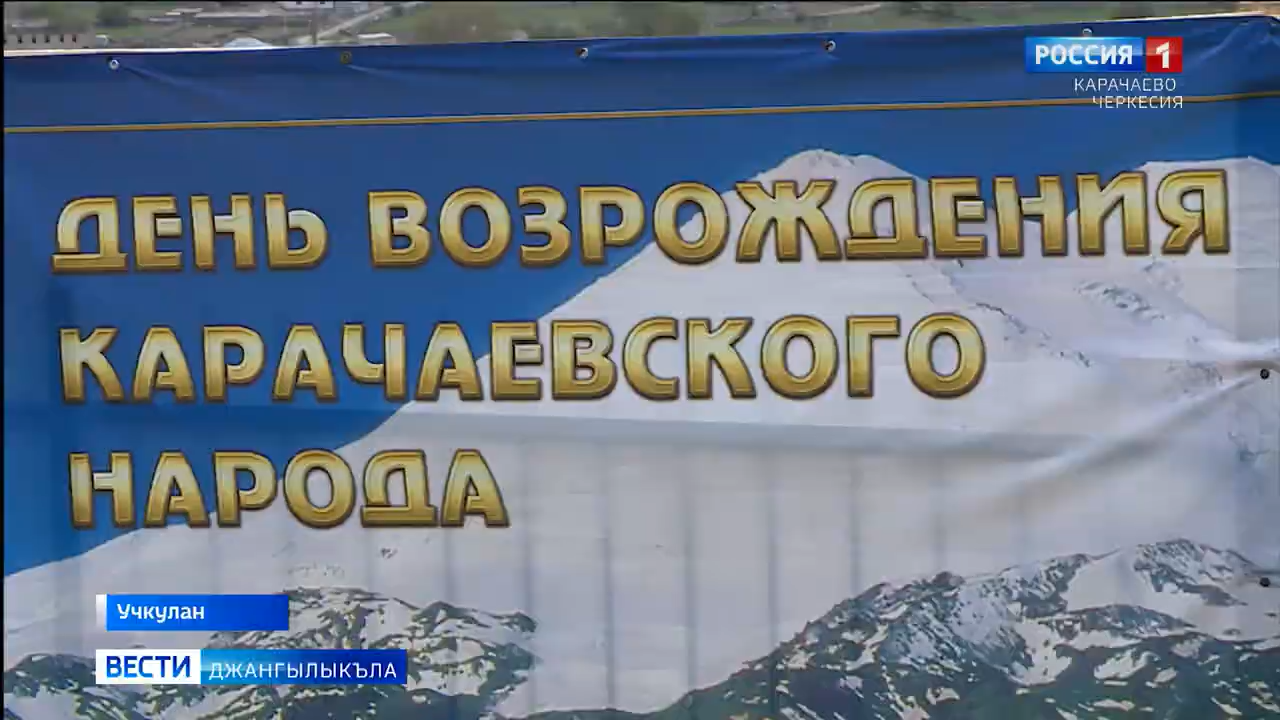 РОССИЯ 1
КАРАЧАЕВО
ЧЕРКЕСИЯ
ДЕНЬ ВОЗРОЖДЕНИЯ
КАРАЧАЕВСКОГО
НАРОДА
Учкулан
ВЕСТИ ДЖАНГЫЛЫКЪЛА